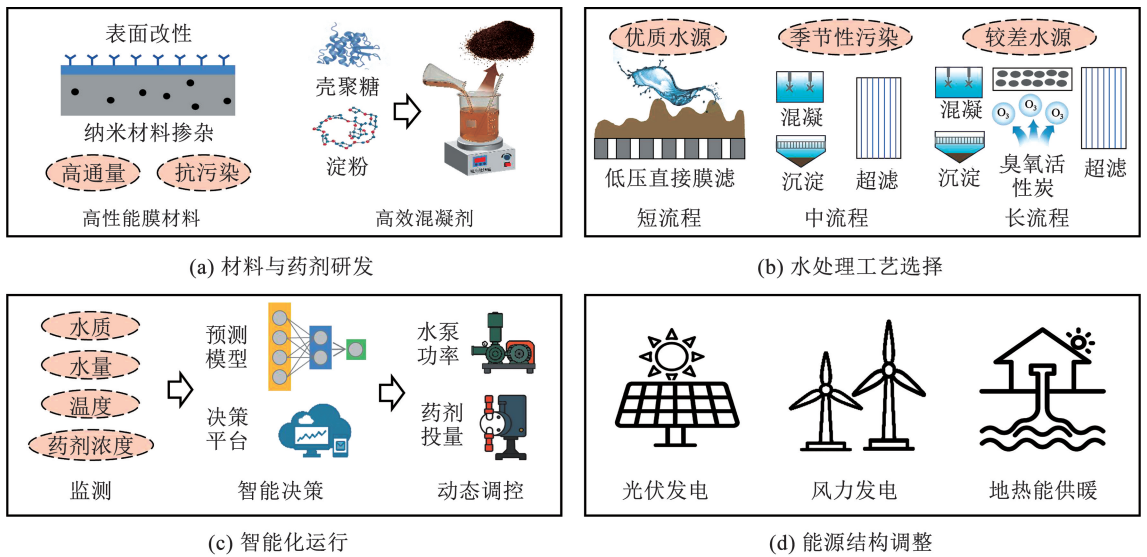 表面改性
纳米材料掺杂
高通量
抗污染
高性能膜材料
壳聚糖
淀粉
高效混凝剂
(a) 材料与药剂研发
优质水源
低压直接膜滤
短流程
季节性污染
混凝
沉淀
超滤
中流程
较差水源
混凝
沉淀
O₃
O₃
O₃
臭氧活
性炭
超滤
长流程
(b) 水处理工艺选择
水质
水量
温度
药剂浓度
监测
预测
模型
决策
平台
智能决策
水泵
功率
药剂
投量
动态调控
(c) 智能化运行
光伏发电
风力发电
地热能供暖
(d) 能源结构调整